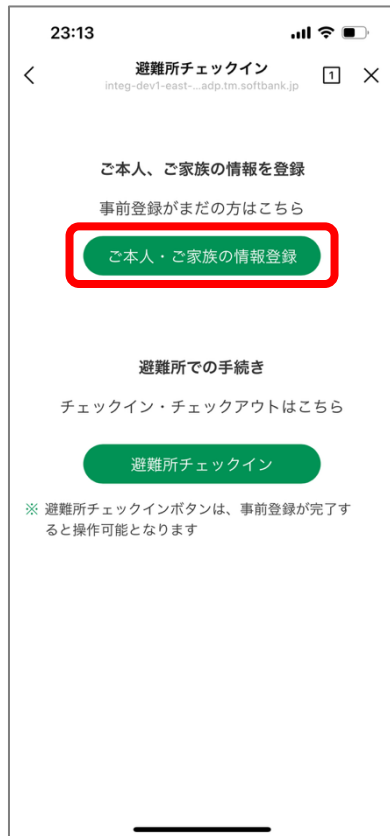 23:13
避難所チェックイン
1
integ-dev1-east-...adp.tm.softbank.jp
ご本人、ご家族の情報を登録
事前登録がまだの方はこちら
ご本人・ご家族の情報登録
避難所での手続き
チェックイン・チェックアウトはこちら
避難所チェックイン
※ 避難所チェックインボタンは、事前登録が完了す
ると操作可能となります